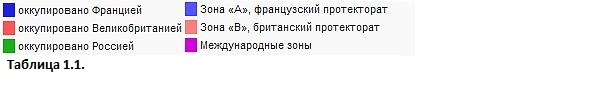 оккупировано Францией Зона «А», французский протекторат
оккупировано Великобританией Зона «В», британский протекторат
оккупировано Россией Международные зоны
Таблица 1.1.